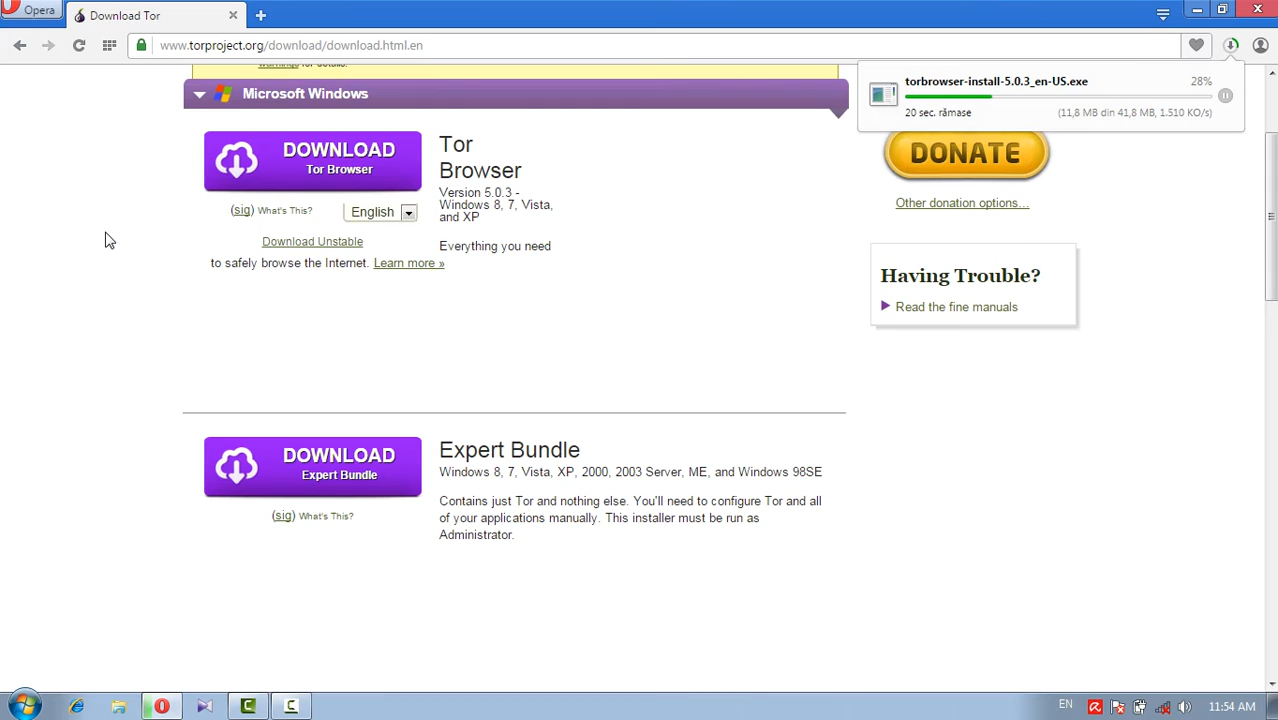 Opera
Download Tor
www.torproject.org/download/download.html.en
warnings for details.
torbrowser-install-5.0.3_en-US.exe
28%
20 sec. rămase
(11,8 MB din 41,8 MB, 1.510 KO/s)
Microsoft Windows
DOWNLOAD
Tor Browser
(sig) What's This?
English
Download Unstable
Tor
Browser
Version 5.0.3 -
Windows 8, 7, Vista,
and XP
Everything you need
to safely browse the Internet. Learn more »
DONATE
Other donation options...
Having Trouble?
Read the fine manuals
DOWNLOAD
Expert Bundle
(sig) What's This?
Expert Bundle
Windows 8, 7, Vista, XP, 2000, 2003 Server, ME, and Windows 98SE
Contains just Tor and nothing else. You'll need to configure Tor and all
of your applications manually. This installer must be run as
Administrator.
EN
11:54 AM